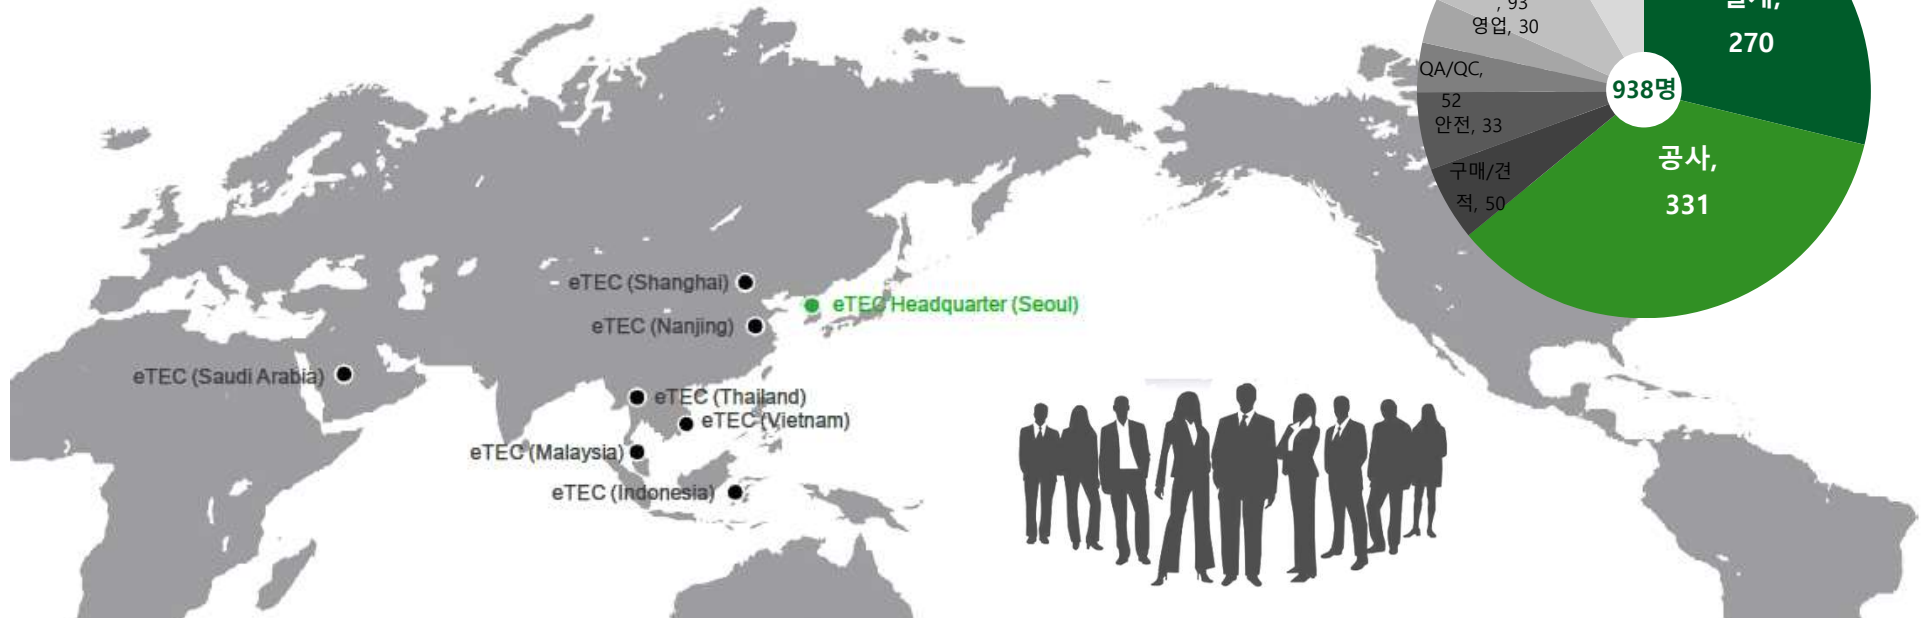 , 93
영업, 30
270
QA/QC,
52
938명
안전, 33
공사,
331
구매/견
적, 50
eTEC (Shanghai)
eTEC Headquarter (Seoul)
eTEC (Nanjing)
eTEC (Saudi Arabia)
eTEC (Thailand)
eTEC (Vietnam)
eTEC (Malaysia)
eTEC (Indonesia)